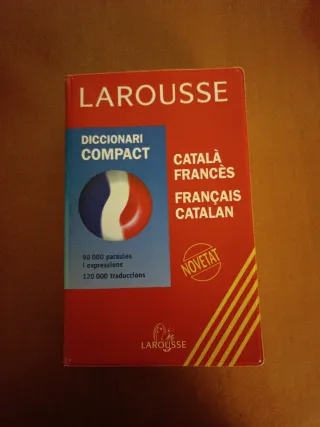 LAROUSSE
DICCIONARI
COMPACT
CATALÀ
FRANCÈS
FRANÇAIS
CATALAN
90 000 paraules
i expressions
120 000 traduccions
NOVETAT
LAROUSSE